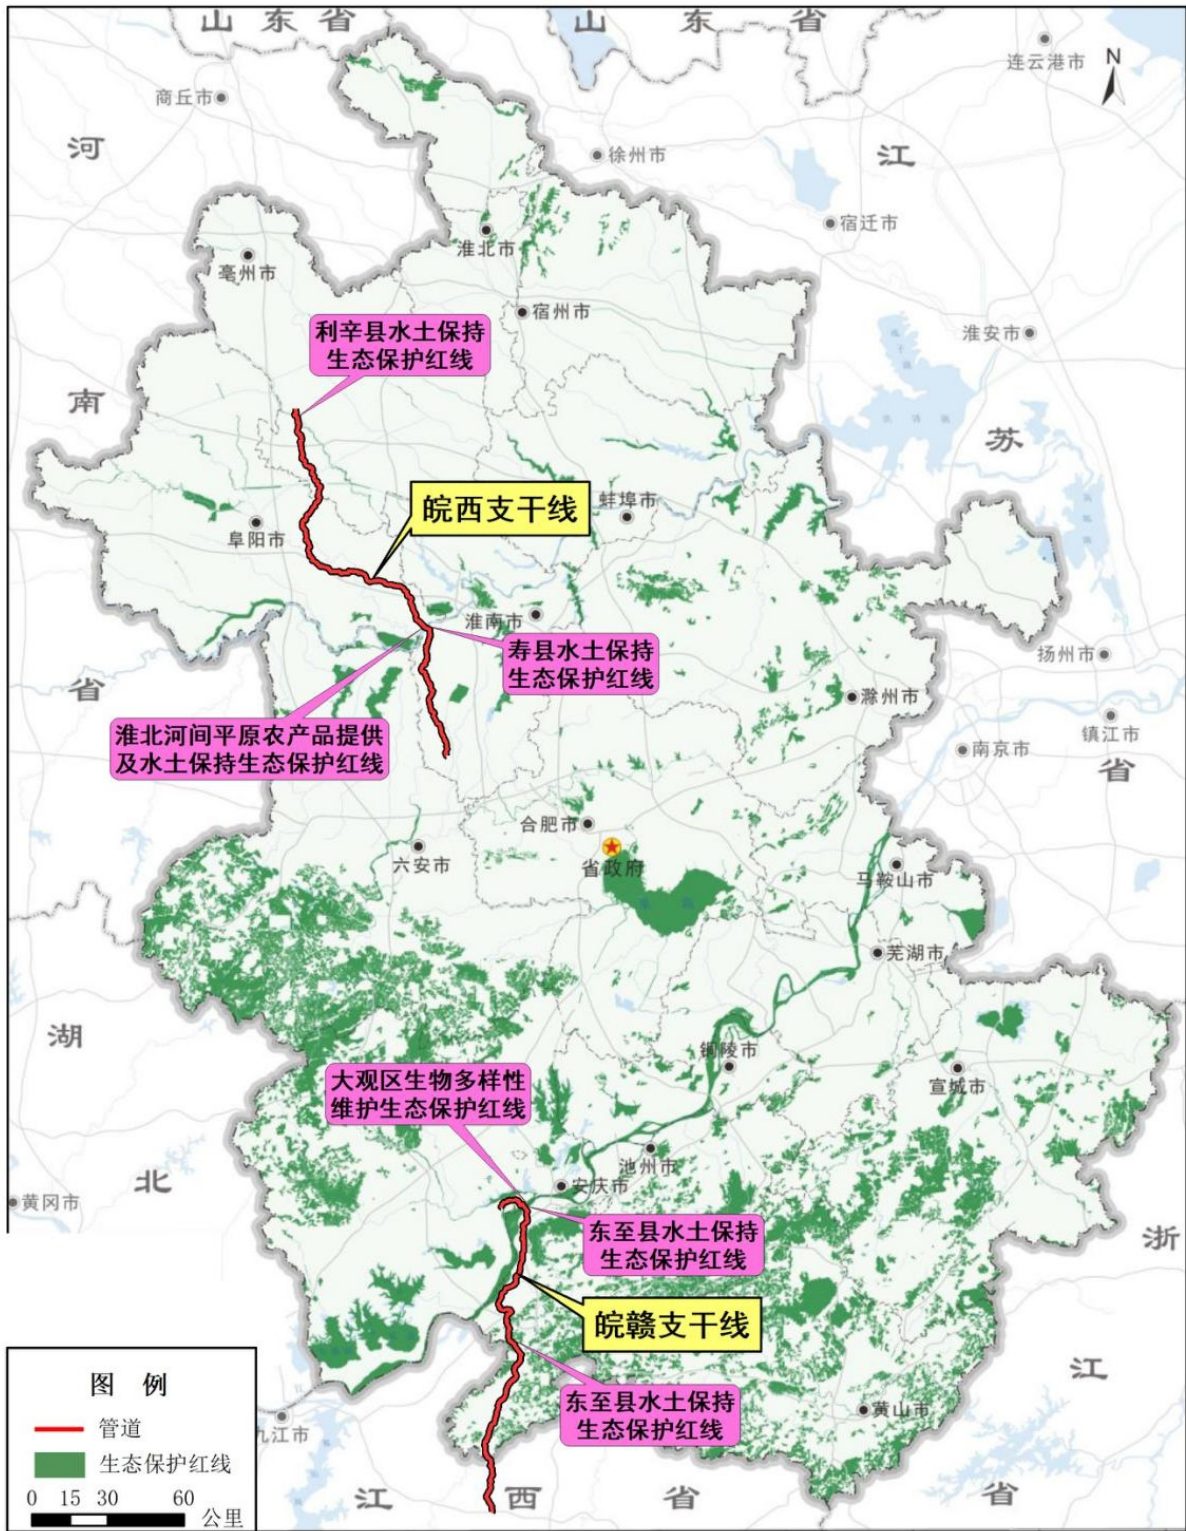 山东省
山东省
连云港市
N
商丘市
河
徐州市
江
宿迁市
淮北市
亳州市
宿州市
利辛县水土保持
生态保护红线
淮安市
南
苏
皖西支干线
蚌埠市
阜阳市
淮南市
寿县水土保持
生态保护红线
扬州市
省
滁州市
淮北河间平原农产品提供
及水土保持生态保护红线
镇江市
南京市
省
合肥市
六安市
省政府
马鞍山市
芜湖市
湖
铜陵市
宣城市
大观区生物多样性
维护生态保护红线
池州市
北
安庆市
黄冈市
东至县水土保持
生态保护红线
浙
皖赣支干线
江
图 例
管道
生态保护红线
0 15 30 60
公里
东至县水土保持
生态保护红线
黄山市
九江市
江西省
省